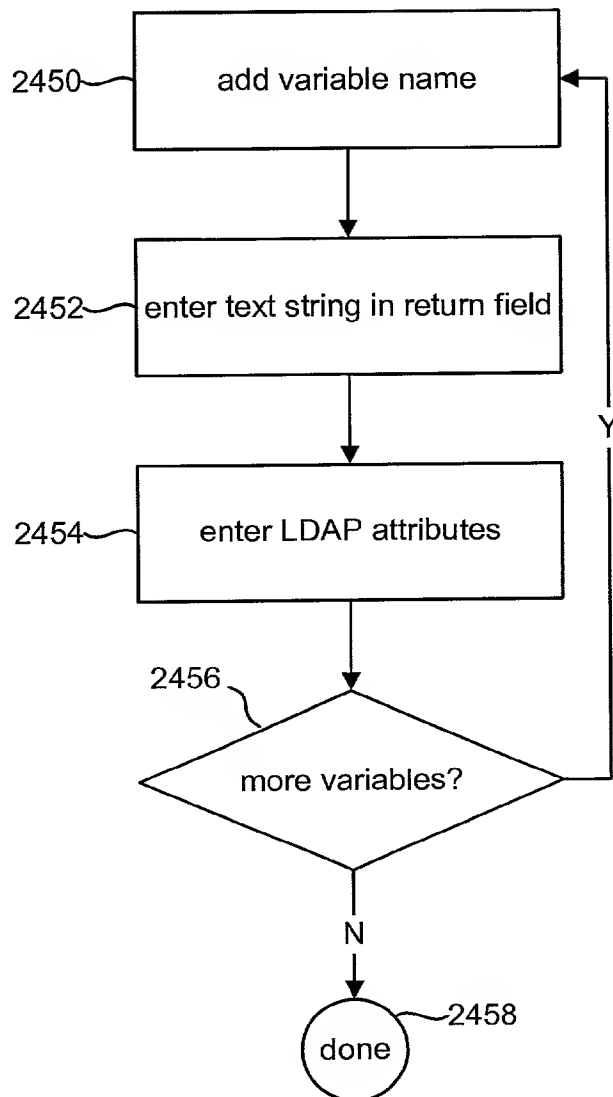 2450
add variable name
2452
enter text string in return field
2454
enter LDAP attributes
Y
2456
more variables?
N
2458
done